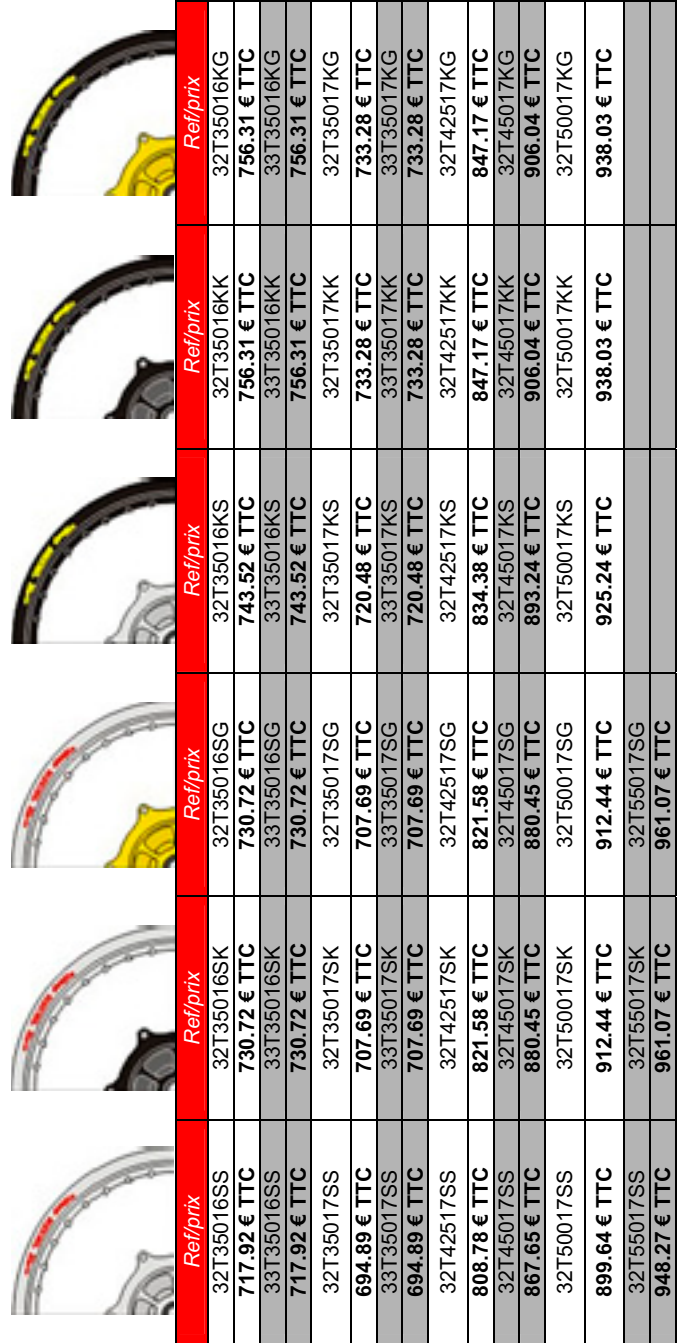 Ref/prix Ref/prix Ref/prix Ref/prix Ref/prix Ref/prix
32T35016SS 32T35016SK 32T35016SG 32T35016KS 32T35016KK 32T35016KG
717.92 € TTC 730.72 € TTC 730.72 € TTC 743.52 € TTC 756.31 € TTC 756.31 € TTC
33T35016SS 33T35016SK 33T35016SG 33T35016KS 33T35016KK 33T35016KG
717.92 € TTC 730.72 € TTC 730.72 € TTC 743.52 € TTC 756.31 € TTC 756.31 € TTC
32T35017SS 32T35017SK 32T35017SG 32T35017KS 32T35017KK 32T35017KG
694.89 € TTC 707.69 € TTC 707.69 € TTC 720.48 € TTC 733.28 € TTC 733.28 € TTC
33T35017SS 33T35017SK 33T35017SG 33T35017KS 33T35017KK 33T35017KG
694.89 € TTC 707.69 € TTC 707.69 € TTC 720.48 € TTC 733.28 € TTC 733.28 € TTC
32T42517SS 32T42517SK 32T42517SG 32T42517KS 32T42517KK 32T42517KG
808.78 € TTC 821.58 € TTC 821.58 € TTC 834.38 € TTC 847.17 € TTC 847.17 € TTC
32T45017SS 32T45017SK 32T45017SG 32T45017KS 32T45017KK 32T45017KG
867.65 € TTC 880.45 € TTC 880.45 € TTC 893.24 € TTC 906.04 € TTC 906.04 € TTC
32T50017SS 32T50017SK 32T50017SG 32T50017KS 32T50017KK 32T50017KG
899.64 € TTC 912.44 € TTC 912.44 € TTC 925.24 € TTC 938.03 € TTC 938.03 € TTC
32T55017SS 32T55017SK 32T55017SG
948.27 € TTC 961.07 € TTC 961.07 € TTC